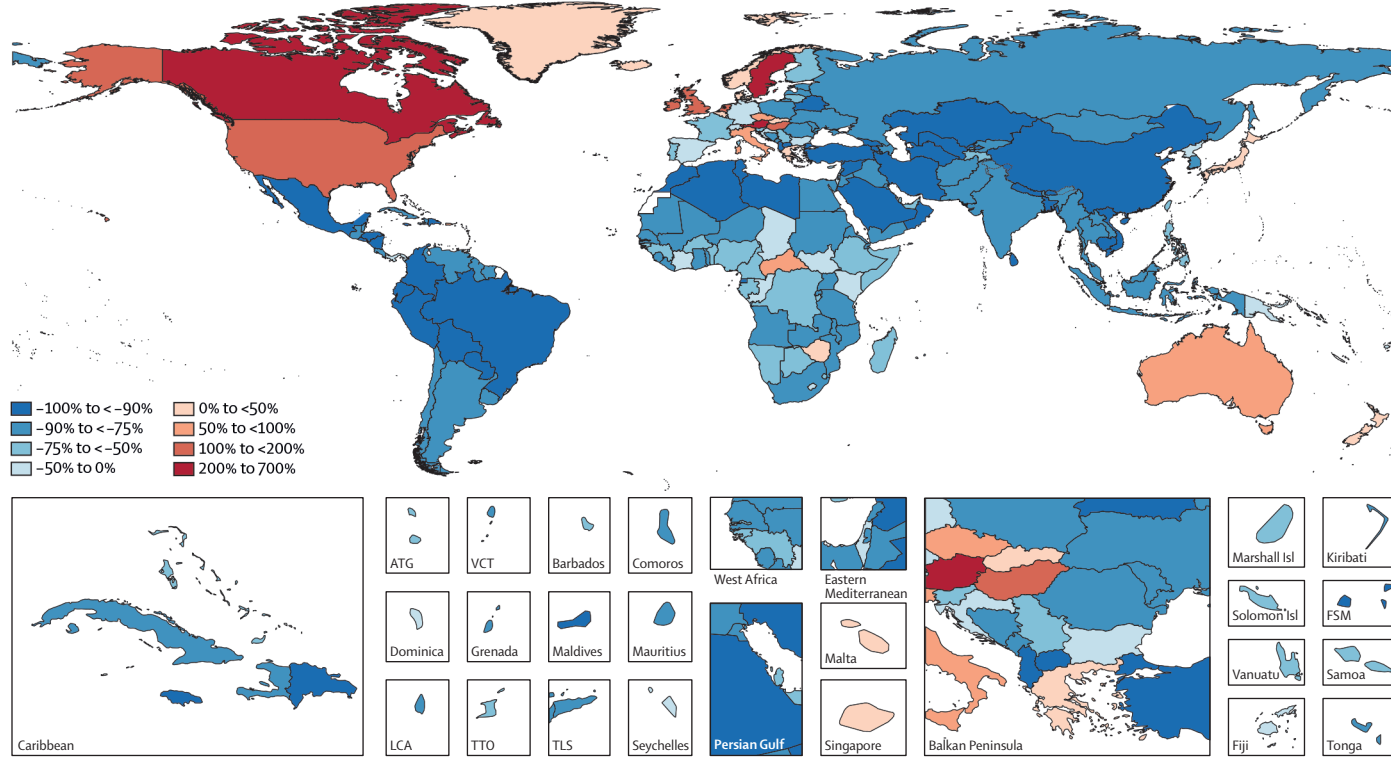 −100% to <−90%
−90% to <−75%
−75% to <−50%
−50% to 0%
0% to <50%
50% to <100%
100% to <200%
200% to 700%
Caribbean
ATG
VCT
Barbados
Comoros
Dominica
Grenada
Maldives
Mauritius
LCA
TTO
TLS
Seychelles
West Africa
Eastern
Mediterranean
Persian Gulf
Malta
Singapore
Balkan Peninsula
Marshall Isl
Kiribati
Solomon Isl
FSM
Vanuatu
Samoa
Fiji
Tonga